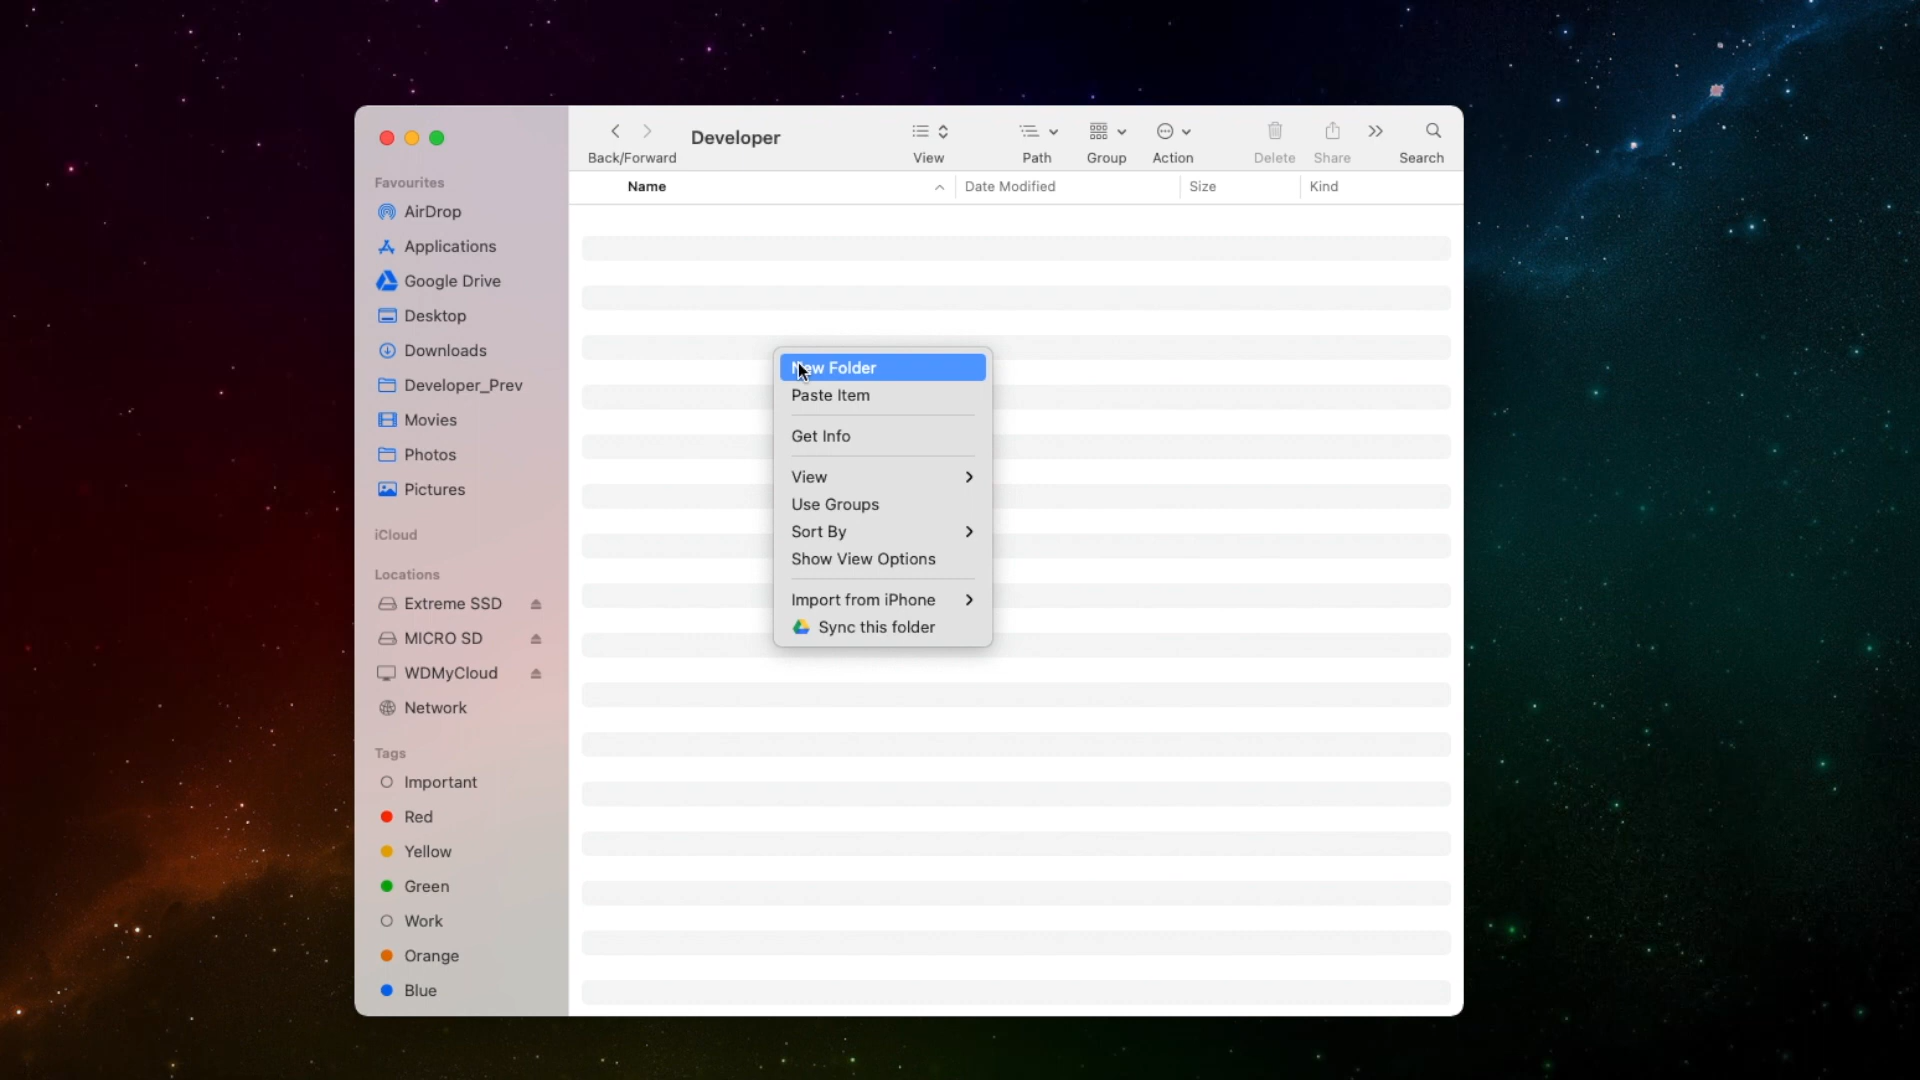 Developer
Back/Forward
View
Path
Group
Action
Delete
Share
Search
Name
Date Modified
Size
Kind
Favourites
AirDrop
Applications
Google Drive
Desktop
Downloads
Developer_Prev
Movies
Photos
Pictures
iCloud
Locations
Extreme SSD
MICRO SD
WDMyCloud
Network
Tags
Important
Red
Yellow
Green
Work
Orange
Blue
New Folder
Paste Item
Get Info
View
Use Groups
Sort By
Show View Options
Import from iPhone
Sync this folder